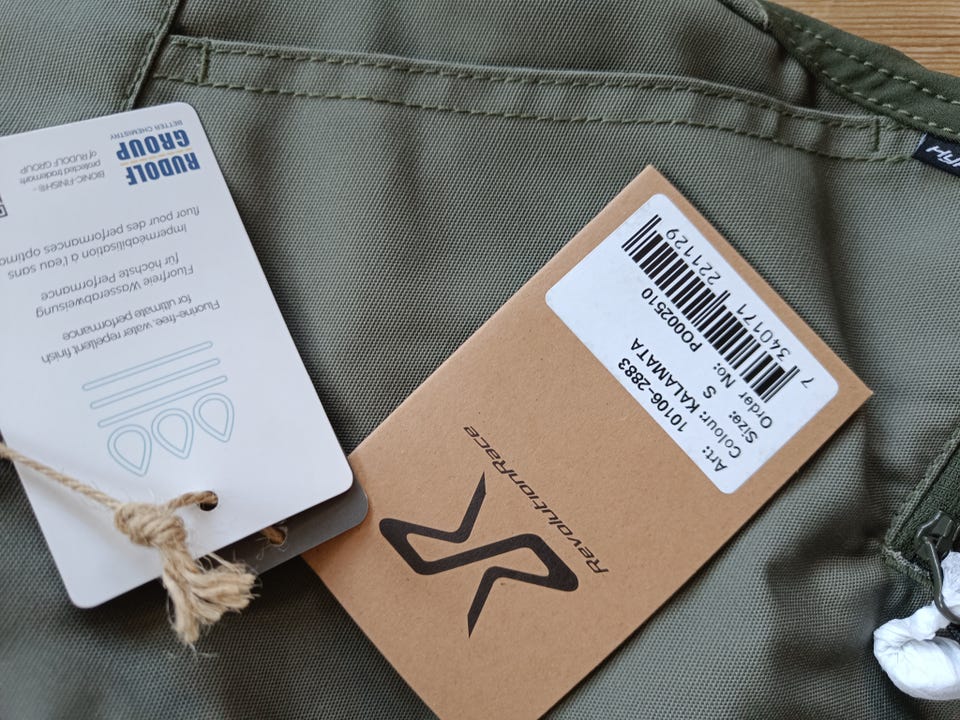 RUDOLF
GROUP
BETTER CHEMISTRY
BIONIC-FINISH® -
protected trademark
of RUDOLF GROUP
Fluorine-free, water repellent finish
for ultimate performance
Fluorfreie Wasserabweisung
für höchste Performance
Imperméabilisation à l'eau sans
fluor pour des performances
Art: 10106-2883
Colour: KALAMATA
Size: S
Order No: PO002510
7 340171 221129
RevolutionRace